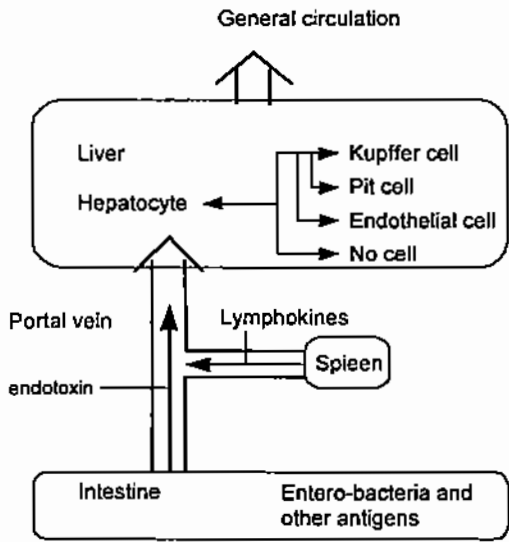 General circulation
Liver
Kupffer cell
Pit cell
Hepatocyte
Endothelial cell
No cell
Portal vein
Lymphokines
Spieen
endotoxin
Intestine
Entero-bacteria and
other antigens